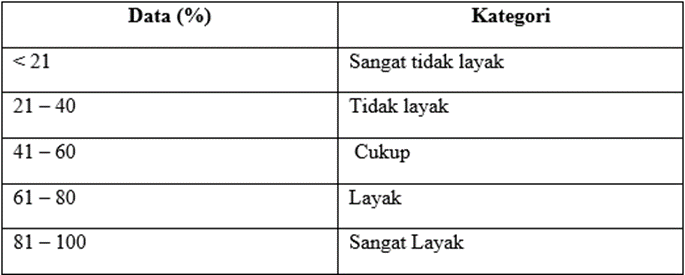 Data (%) Kategori
< 21 Sangat tidak layak
21 – 40 Tidak layak
41 – 60 Cukup
61 – 80 Layak
81 – 100 Sangat Layak